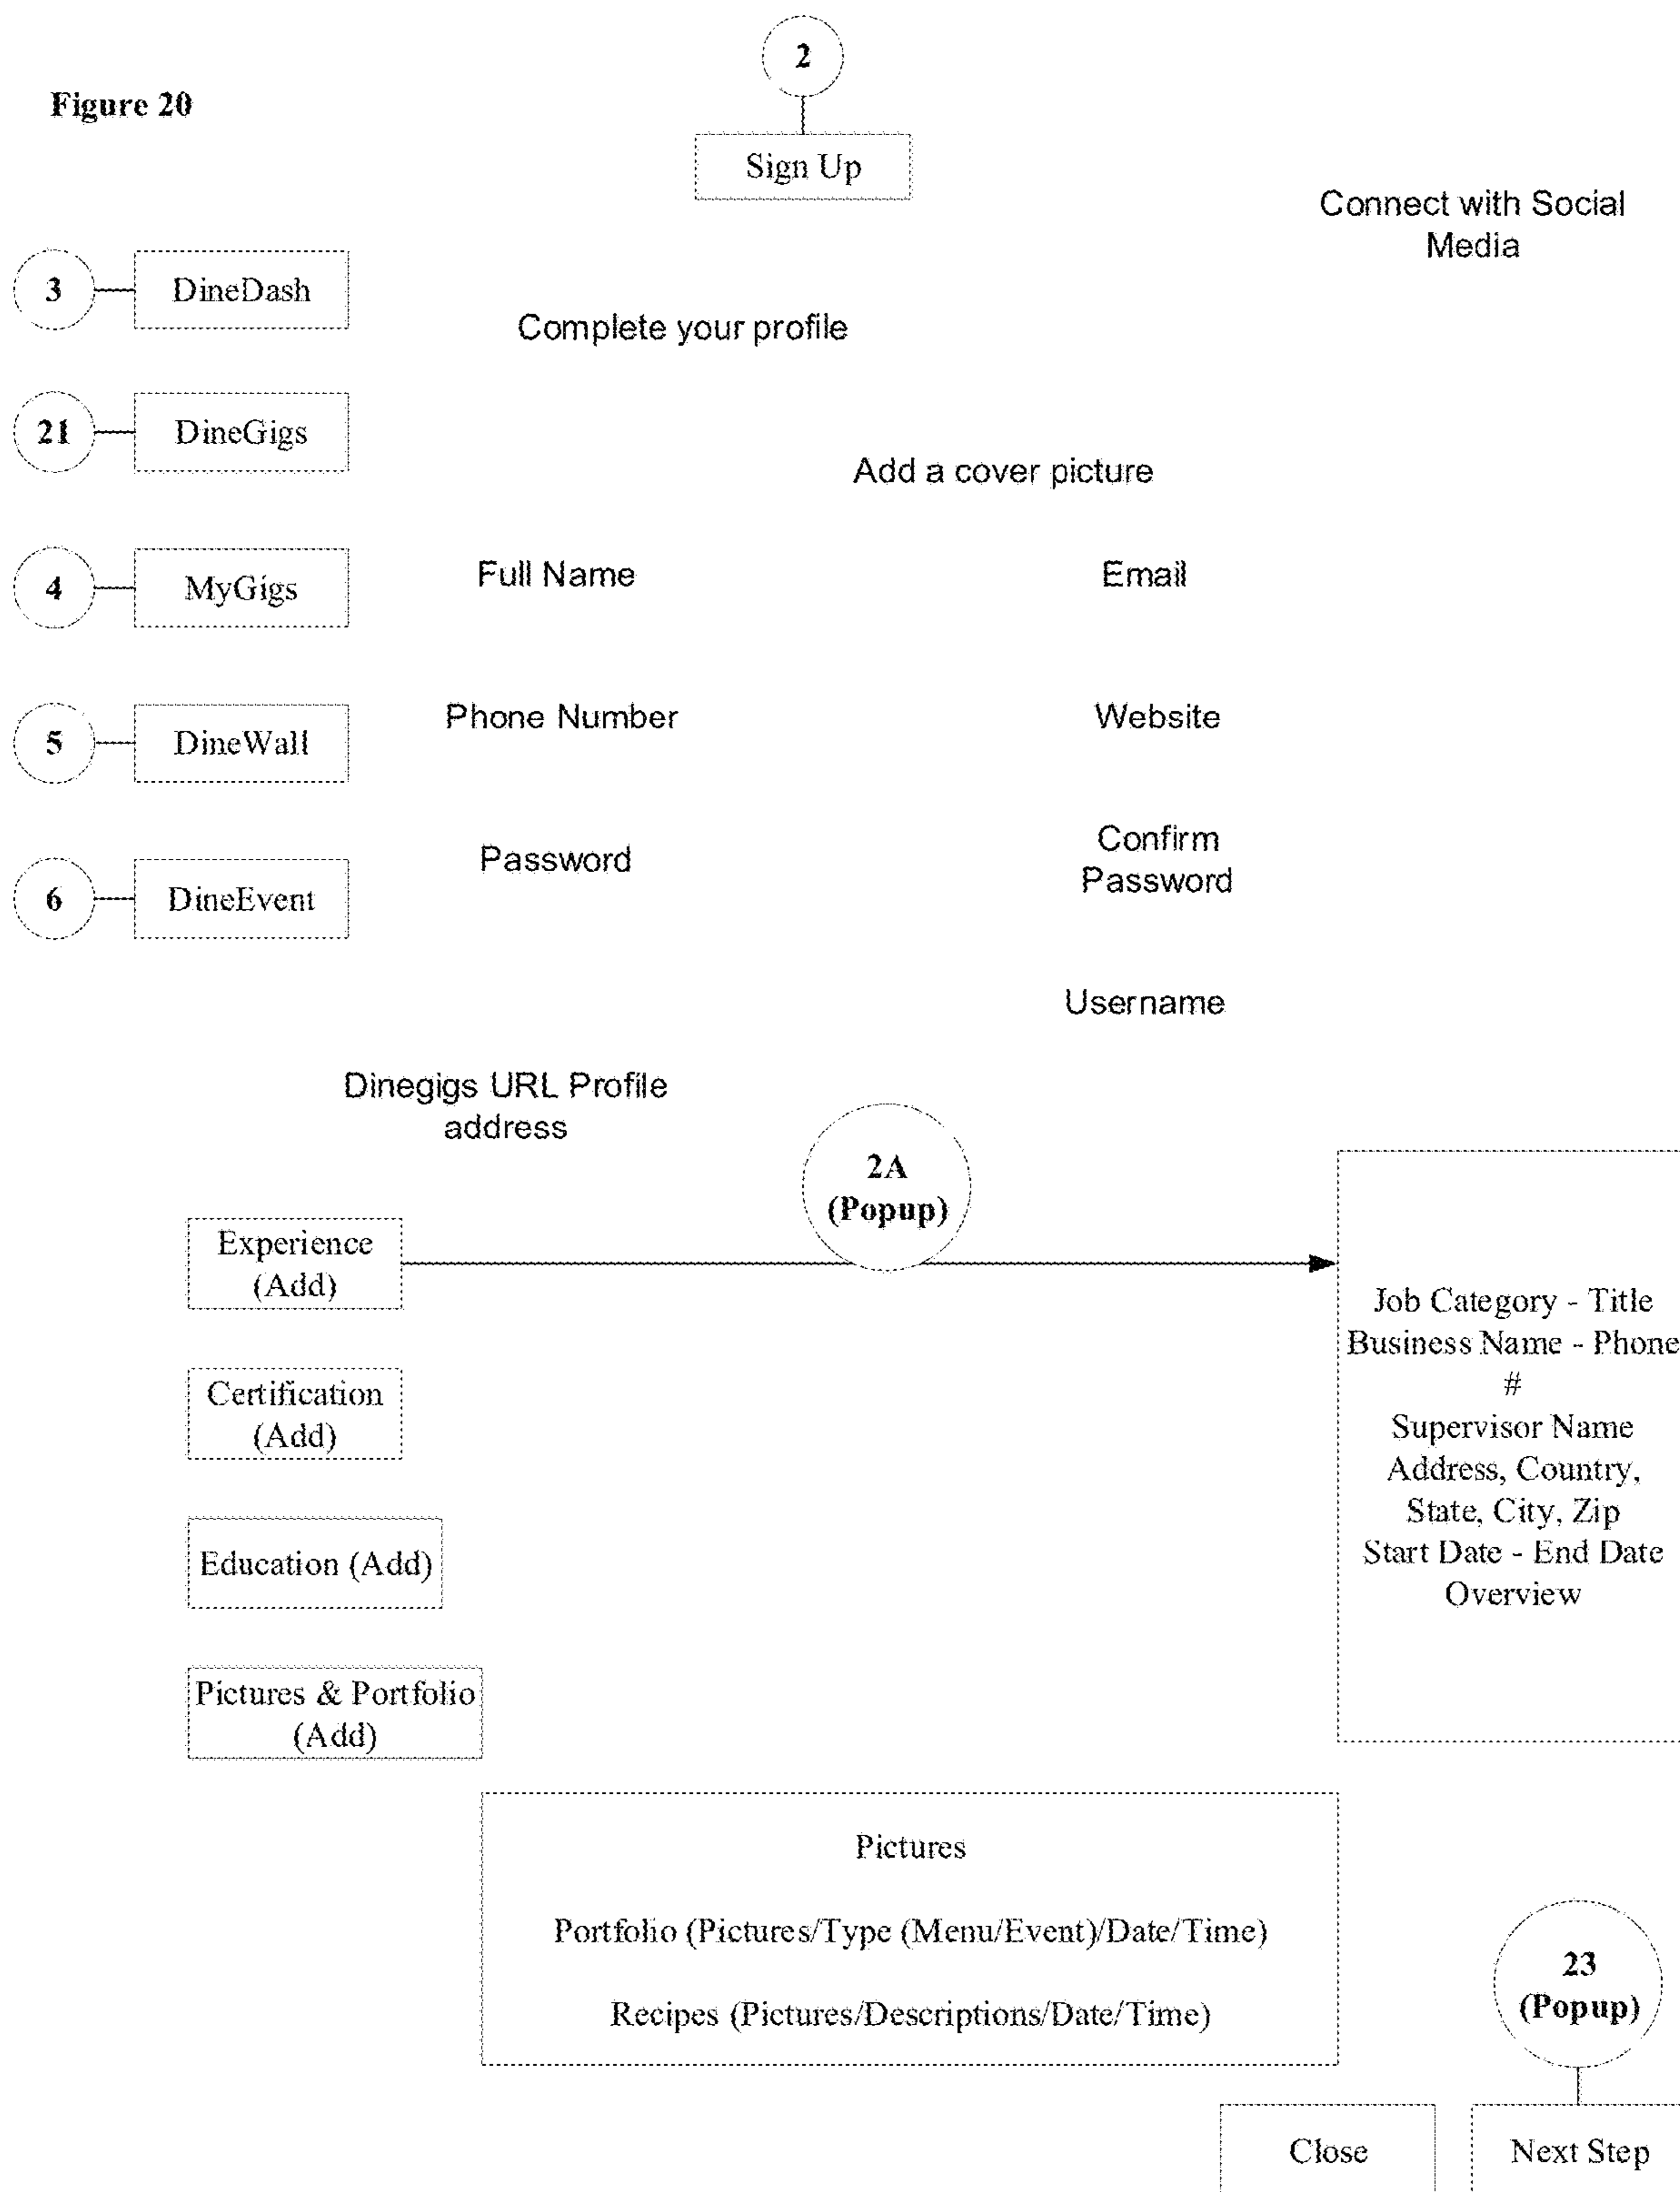 2
Figure 20
Sign Up
Connect with Social
Media
3
DineDash
Complete your profile
21
DineGigs
Add a cover picture
4
MyGigs
Full Name
Email
5
DineWall
Phone Number
Website
Password
Confirm
Password
6
DineEvent
Username
Dinegigs URL Profile
address
2A
(Popup)
Experience
(Add)
Job Category - Title
Business Name - Phone
#
Supervisor Name
Address, Country,
State, City, Zip
Start Date - End Date
Overview
Certification
(Add)
Education (Add)
Pictures & Portfolio
(Add)
Pictures
Portfolio (Pictures/Type (Menu/Event)/Date/Time)
Recipes (Pictures/Descriptions/Date/Time)
23
(Popup)
Close
Next Step